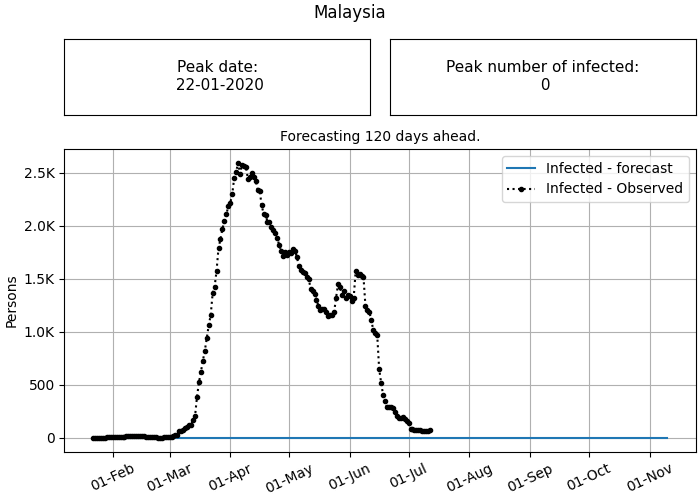 Malaysia
Peak date:
22-01-2020
Peak number of infected:
0
Forecasting 120 days ahead.
Infected - forecast
Infected - Observed
Persons
2.5K
2.0K
1.5K
1.0K
500
0
01-Feb
01-Mar
01-Apr
01-May
01-Jun
01-Jul
01-Aug
01-Sep
01-Oct
01-Nov